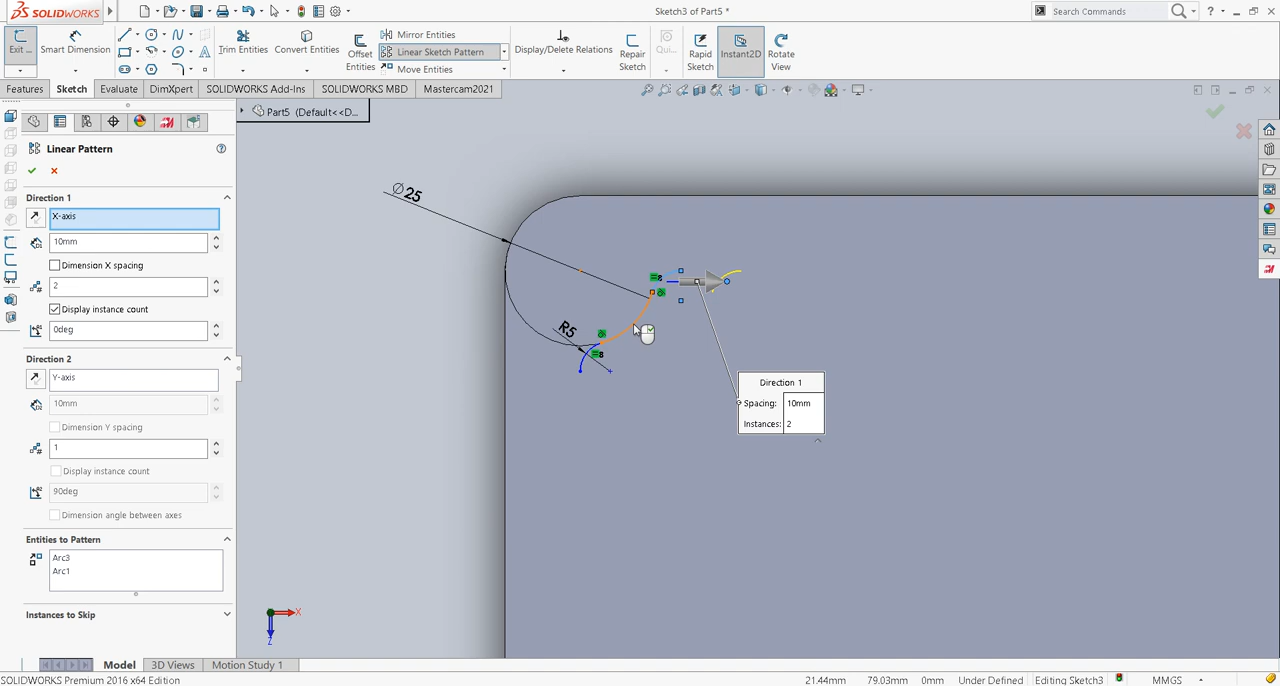 SOLIDWORKS
Sketch3 of Part5 *
Search Commands
Exit ...
Smart Dimension
Trim Entities
Convert Entities
Offset Entities
Mirror Entities
Linear Sketch Pattern
Move Entities
Display/Delete Relations
Repair Sketch
Qui...
Rapid Sketch
Instant2D
Rotate View
Features
Sketch
Evaluate
DimXpert
SOLIDWORKS Add-Ins
SOLIDWORKS MBD
Mastercam2021
Part5 (Default<<D...
Linear Pattern
Direction 1
X-axis
10mm
Dimension X spacing
2
Display instance count
0deg
Direction 2
Y-axis
10mm
Dimension Y spacing
1
Display instance count
90deg
Dimension angle between axes
Entities to Pattern
Arc3
Arc1
Instances to Skip
∅25
R5
Direction 1
Spacing: 10mm
Instances: 2
X
Z
Model
3D Views
Motion Study 1
SOLIDWORKS Premium 2016 x64 Edition
21.44mm
79.03mm
0mm
Under Defined
Editing Sketch3
MMGS